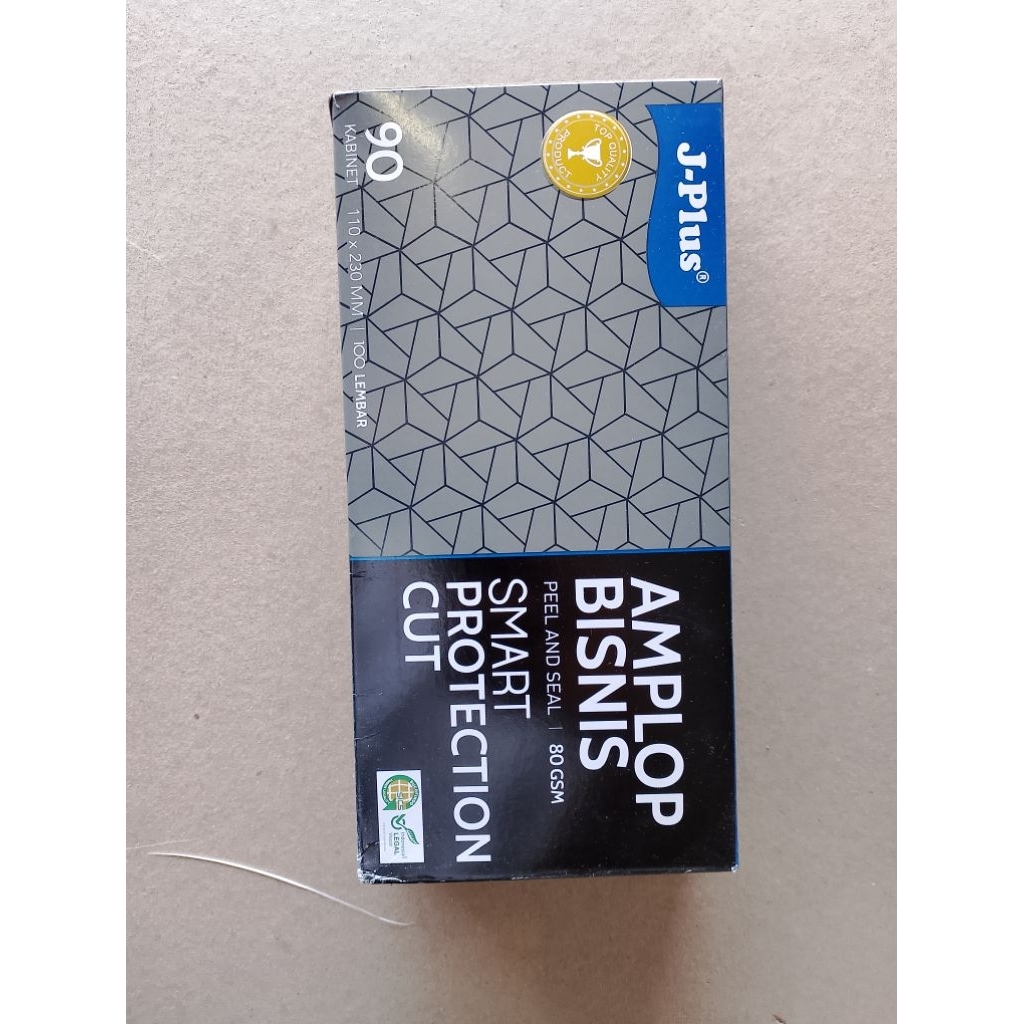 J-Plus®
TOP QUALITY
PRODUCT
90
KABINET 110 x 230 MM | 100 LEMBAR
AMPLOP
BISNIS
PEEL AND SEAL | 80 GSM
SMART
PROTECTION
CUT
LEGAL